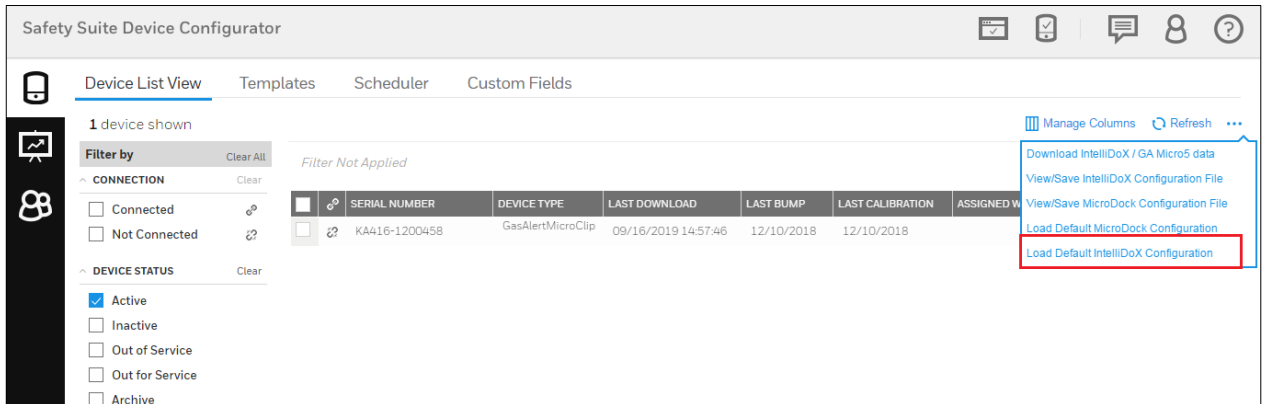 Safety Suite Device Configurator
Device List View Templates Scheduler Custom Fields
1 device shown
Manage Columns Refresh
Filter by Clear All
Filter Not Applied
CONNECTION Clear
Connected
Not Connected
DEVICE STATUS Clear
Active
Inactive
Out of Service
Out for Service
Archive
SERIAL NUMBER DEVICE TYPE LAST DOWNLOAD LAST BUMP LAST CALIBRATION ASSIGNED W
KA416-1200458 GasAlertMicroClip 09/16/2019 14:57:46 12/10/2018 12/10/2018
Download IntelliDoX / GA Micro5 data
View/Save IntelliDoX Configuration File
View/Save MicroDock Configuration File
Load Default MicroDock Configuration
Load Default IntelliDoX Configuration